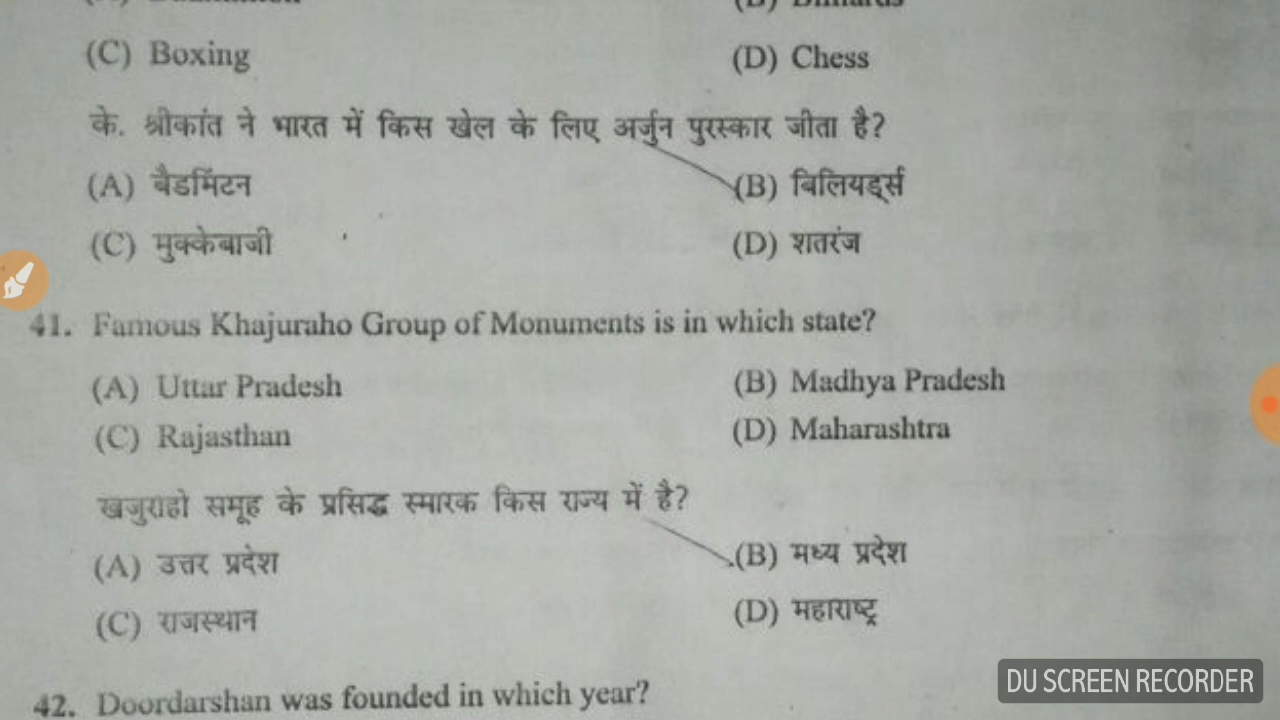 (C) Boxing (D) Chess
के. श्रीकांत ने भारत में किस खेल के लिए अर्जुन पुरस्कार जीता है?
(A) बैडमिंटन (B) बिलियर्ड्स
(C) मुक्केबाजी (D) शतरंज
41. Famous Khajuraho Group of Monuments is in which state?
(A) Uttar Pradesh (B) Madhya Pradesh
(C) Rajasthan (D) Maharashtra
खजुराहो समूह के प्रसिद्ध स्मारक किस राज्य में है?
(A) उत्तर प्रदेश (B) मध्य प्रदेश
(C) राजस्थान (D) महाराष्ट्र
42. Doordarshan was founded in which year?
DU SCREEN RECORDER